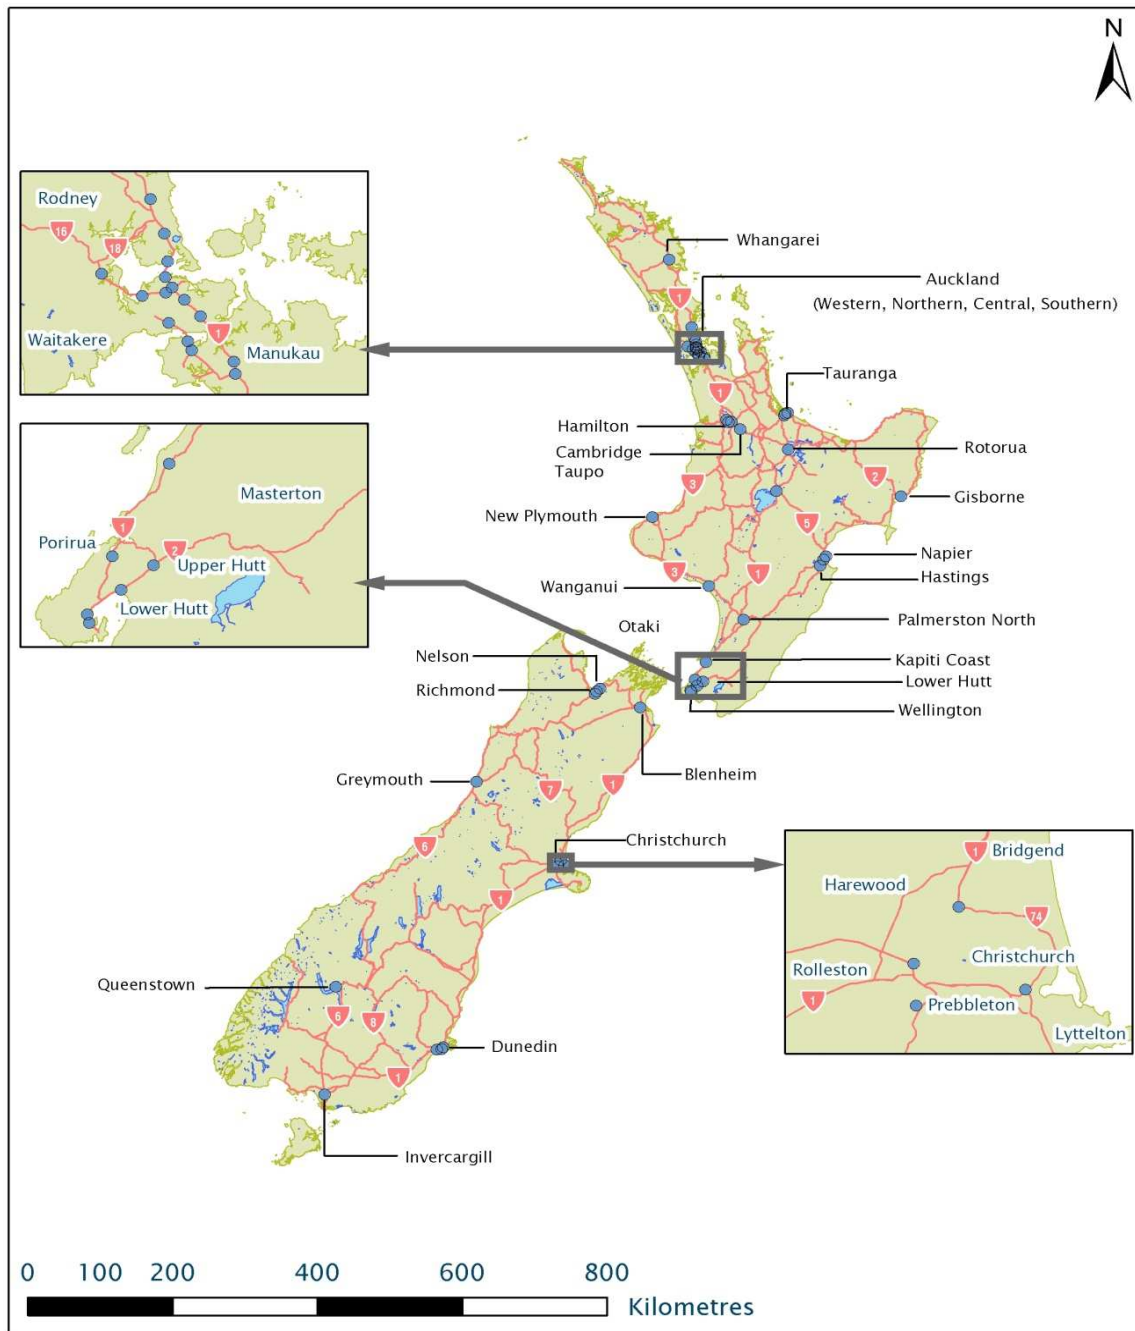 N
Rodney
16
18
Waitakere
1
Manukau
Whangarei
1
Auckland
(Western, Northern, Central, Southern)
Tauranga
1
Hamilton
Cambridge
Taupo
Rotorua
3
2
Gisborne
New Plymouth
5
Napier
Hastings
3
1
Wanganui
Palmerston North
Otaki
Kapiti Coast
Lower Hutt
Wellington
Masterton
1
Porirua
2
Upper Hutt
Lower Hutt
Nelson
Richmond
Blenheim
Greymouth
7
1
Christchurch
6
1
Queenstown
6
8
Dunedin
1
Invercargill
1
Bridgend
Harewood
74
Christchurch
Rolleston
1
Prebbleton
Lyttelton
0 100 200 400 600 800
Kilometres